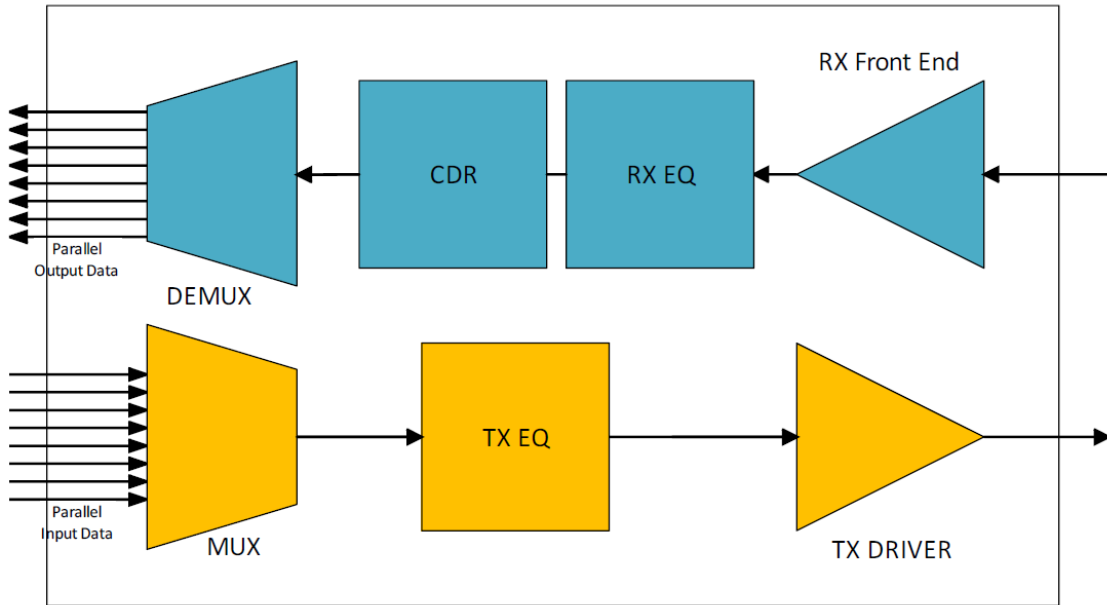 RX Front End
CDR
RX EQ
Parallel
Output Data
DEMUX
TX EQ
Parallel
Input Data
MUX
TX DRIVER